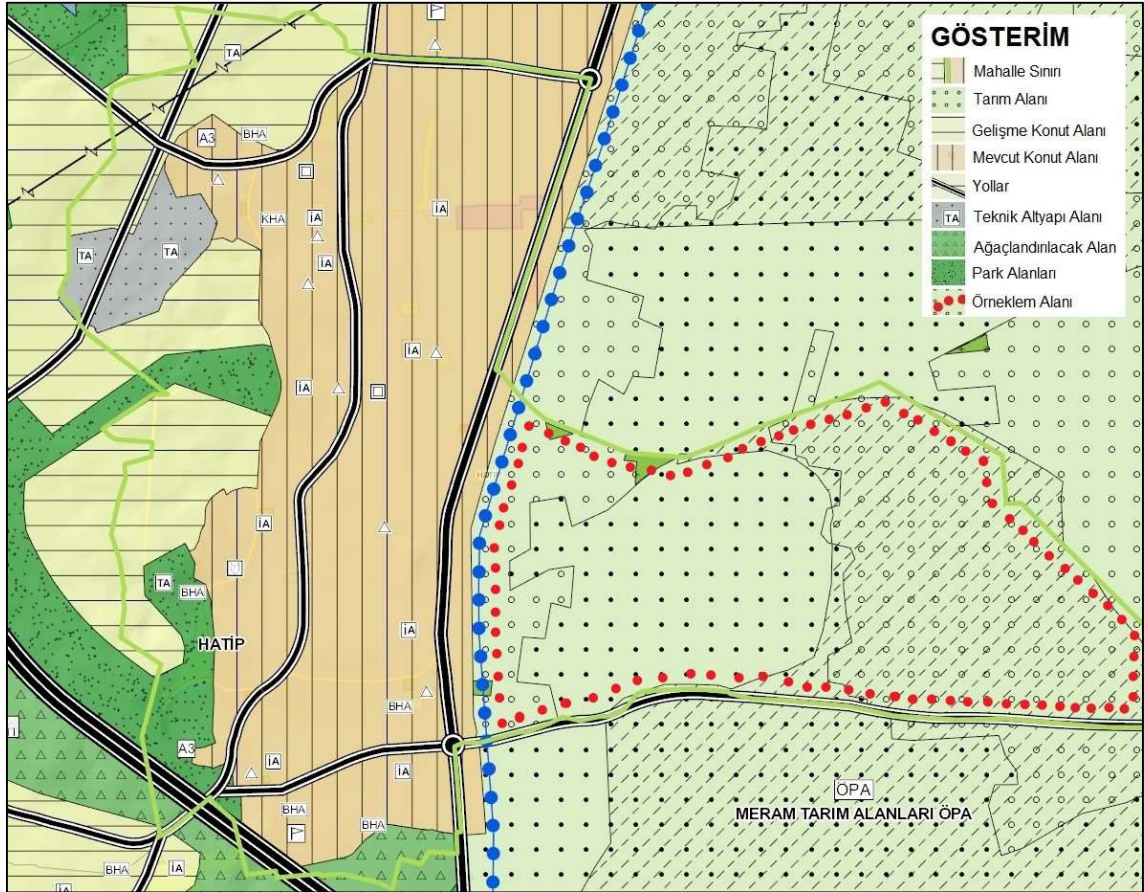 GÖSTERİM
Mahalle Sınırı
Tarım Alanı
Gelişme Konut Alanı
Mevcut Konut Alanı
Yollar
TA Teknik Altyapı Alanı
Ağaçlandırılacak Alan
Park Alanları
Örneklem Alanı
TA
A3
BHA
KHA
İA
İA
İA
TA
TA
İA
İA
İA
TA
BHA
HATİP
İA
BHA
A3
İA
İA
BHA
BHA
BHA
İA
ÖPA
MERAM TARIM ALANLARI ÖPA